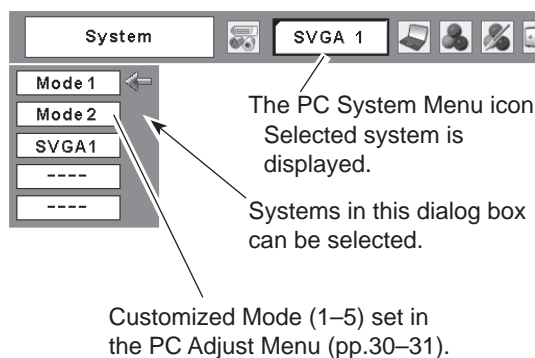 System
SVGA 1
Mode 1
Mode 2
SVGA1
----
----
The PC System Menu icon
Selected system is
displayed.
Systems in this dialog box
can be selected.
Customized Mode (1–5) set in
the PC Adjust Menu (pp.30–31).